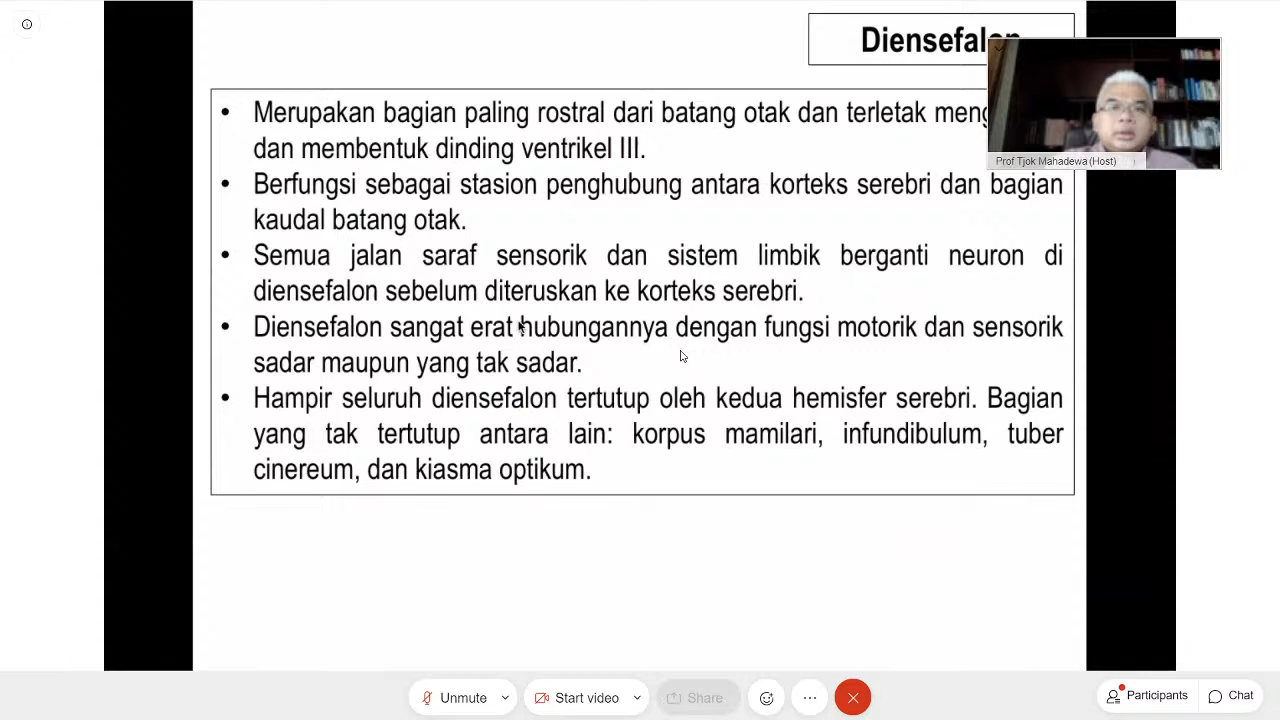 Diensefalon
• Merupakan bagian paling rostral dari batang otak dan terletak
dan membentuk dinding ventrikel III.
• Berfungsi sebagai stasion penghubung antara korteks serebri dan bagian
kaudal batang otak.
• Semua jalan saraf sensorik dan sistem limbik berganti neuron di
diensefalon sebelum diteruskan ke korteks serebri.
• Diensefalon sangat erat hubungannya dengan fungsi motorik dan sensorik
sadar maupun yang tak sadar.
• Hampir seluruh diensefalon tertutup oleh kedua hemisfer serebri. Bagian
yang tak tertutup antara lain: korpus mamilari, infundibulum, tuber
cinereum, dan kiasma optikum.
Prof Tjok Mahadewa (Host)
Unmute
Start video
Share
Participants
Chat